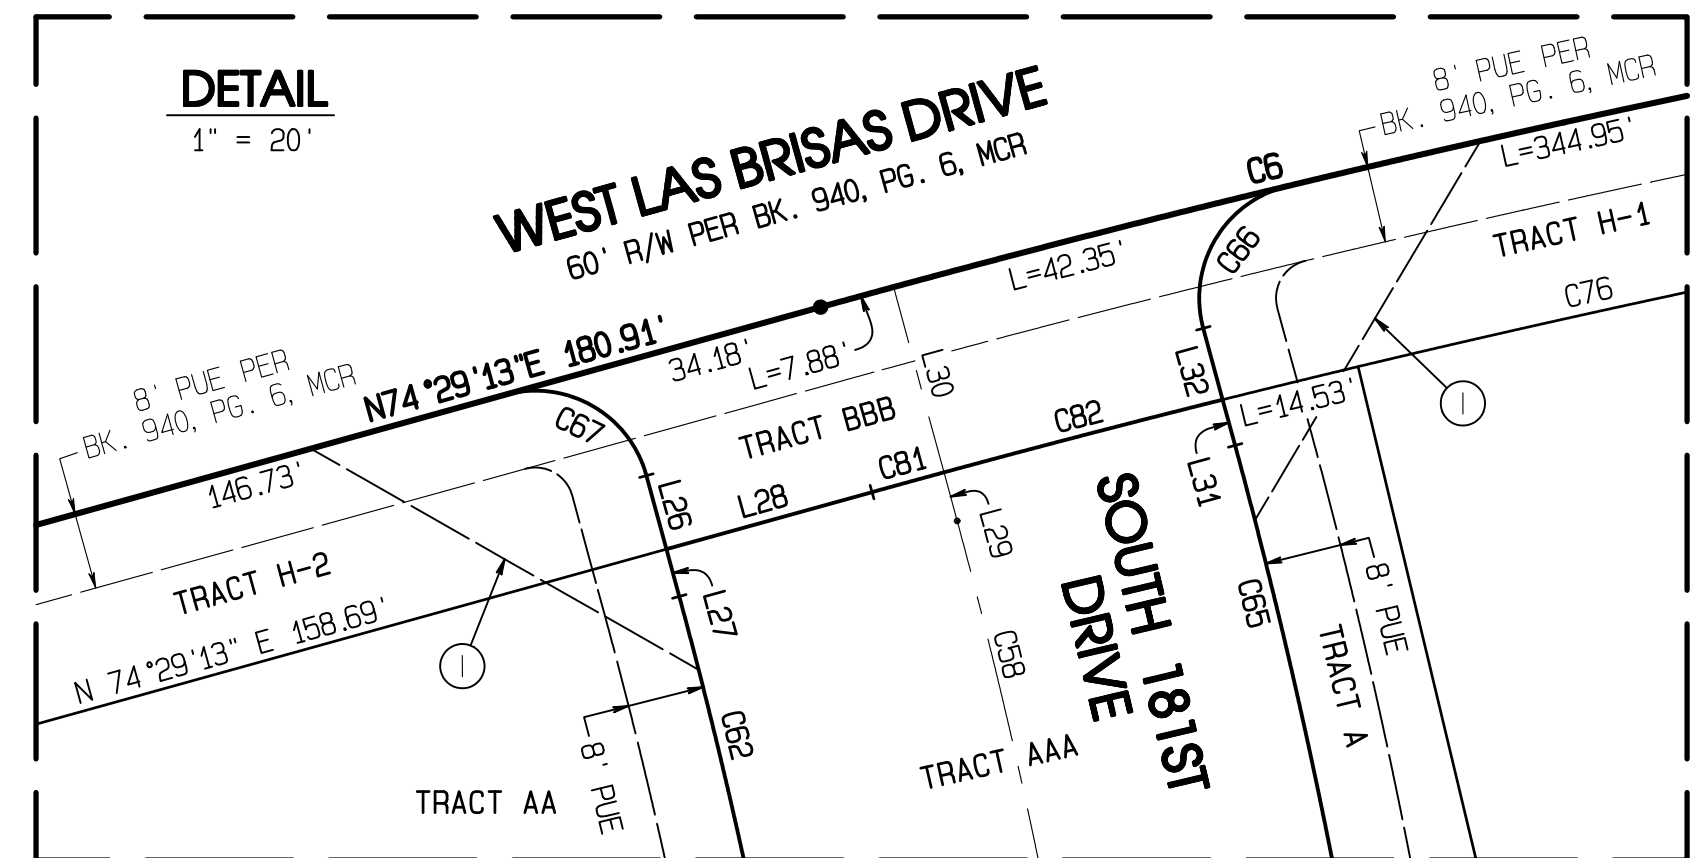 DETAIL
1" = 20'
WEST LAS BRISAS DRIVE
60' R/W PER BK. 940, PG. 6, MCR
8' PUE PER
BK. 940, PG. 6, MCR
C6
L=344.95'
TRACT H-1
C66
L=42.35'
C76
N74°29'13"E 180.91'
34.18'
L=7.88'
L30
L32
8' PUE PER
BK. 940, PG. 6, MCR
C67
TRACT BBB
C82
L=14.53'
1
146.73'
L26
L28
C81
L31
L29
SOUTH 181ST
DRIVE
TRACT H-2
N 74°29'13" E 158.69'
L27
1
C65
8' PUE
C58
TRACT A
C62
8' PUE
TRACT AA
TRACT AAA